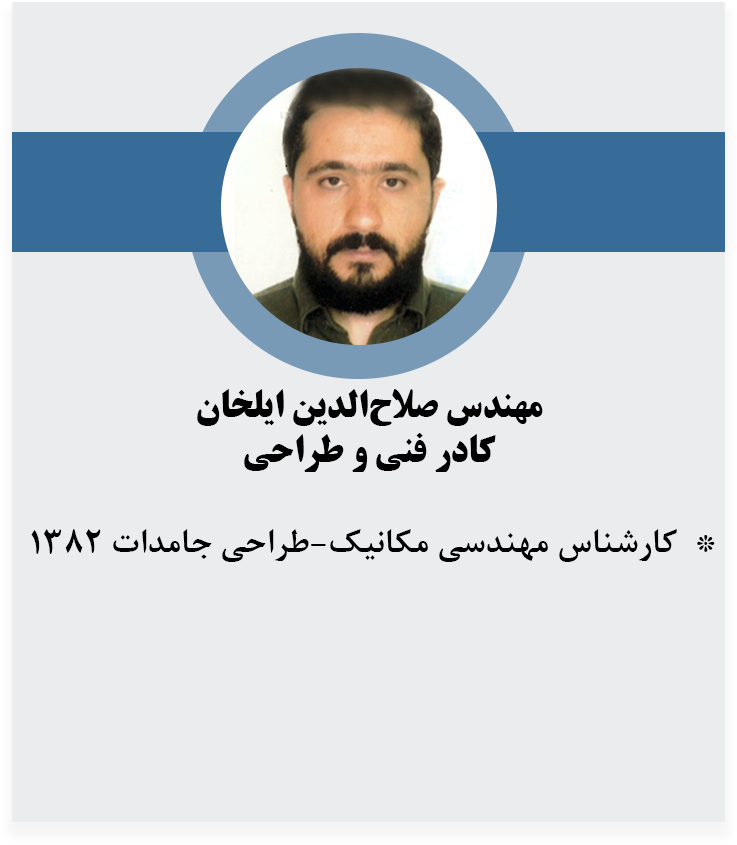 مهندس صلاح‌الدین ایلخان
کادر فنی و طراحی
❊ کارشناس مهندسی مکانیک-طراحی جامدات ۱۳۸۲